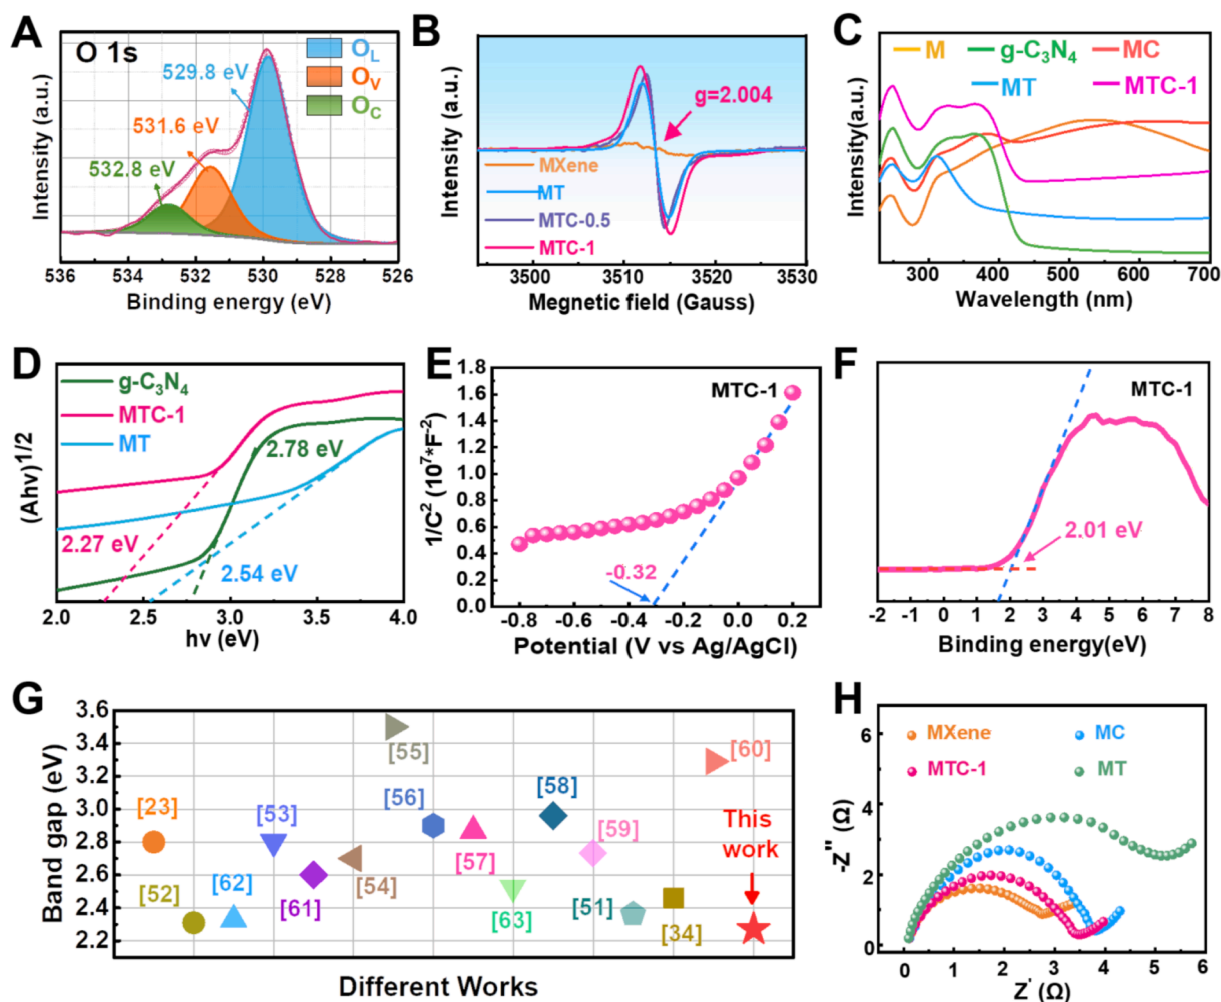 A
O 1s
O_L
O_V
O_C
529.8 eV
531.6 eV
532.8 eV
Intensity (a.u.)
536 534 532 530 528 526
Binding energy (eV)
B
g=2.004
MXene
MT
MTC-0.5
MTC-1
Intensity (a.u.)
3500 3510 3520 3530
Megnetic field (Gauss)
C
M g-C₃N₄ MC
MT MTC-1
Intensity(a.u.)
300 400 500 600 700
Wavelength (nm)
D
g-C₃N₄
MTC-1
MT
2.78 eV
2.27 eV
2.54 eV
(Ahv)1/2
2.0 2.5 3.0 3.5 4.0
hv (eV)
E
MTC-1
1.8
1.6
1.4
1.2
1.0
0.8
0.6
0.4
0.2
0.0
1/C² (10⁷*F⁻²)
-0.32
-0.8 -0.6 -0.4 -0.2 0.0 0.2
Potential (V vs Ag/AgCl)
F
MTC-1
2.01 eV
-2 -1 0 1 2 3 4 5 6 7 8
Binding energy(eV)
G
3.6
3.4
3.2
3.0
2.8
2.6
2.4
2.2
Band gap (eV)
[23]
[52]
[62]
[53]
[61]
[54]
[55]
[56]
[57]
[63]
[58]
[59]
[51]
[34]
[60]
This
work
Different Works
H
MXene MC
MTC-1 MT
6
4
2
0
-Z" (Ω)
0 1 2 3 4 5 6
Z' (Ω)